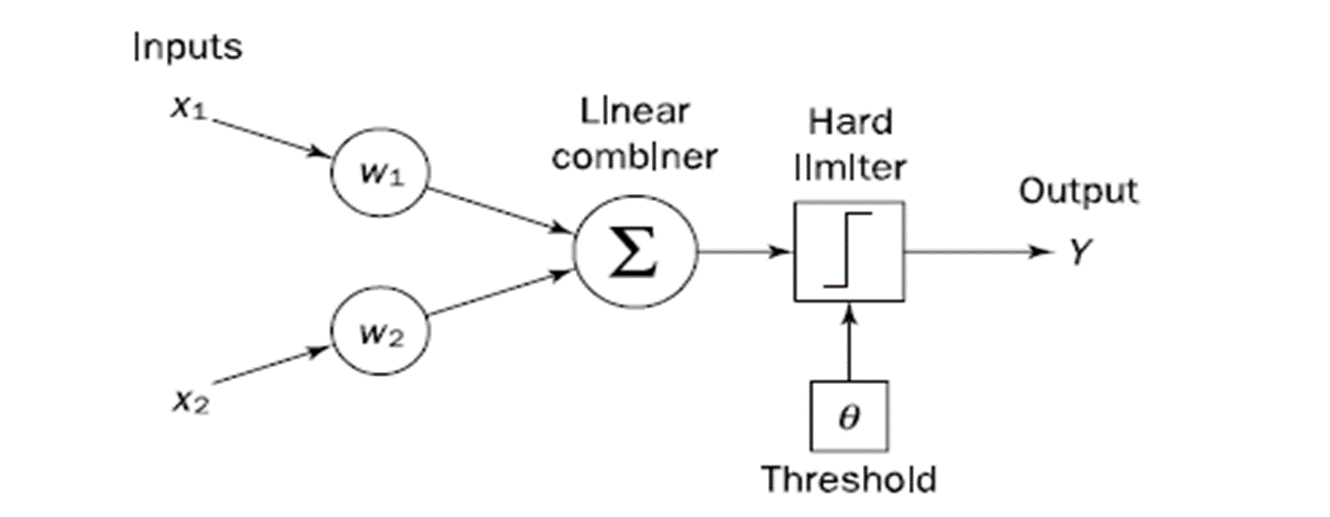 Inputs
x1
w1
Linear
combiner
Σ
Hard
limiter
Output
Y
w2
x2
θ
Threshold